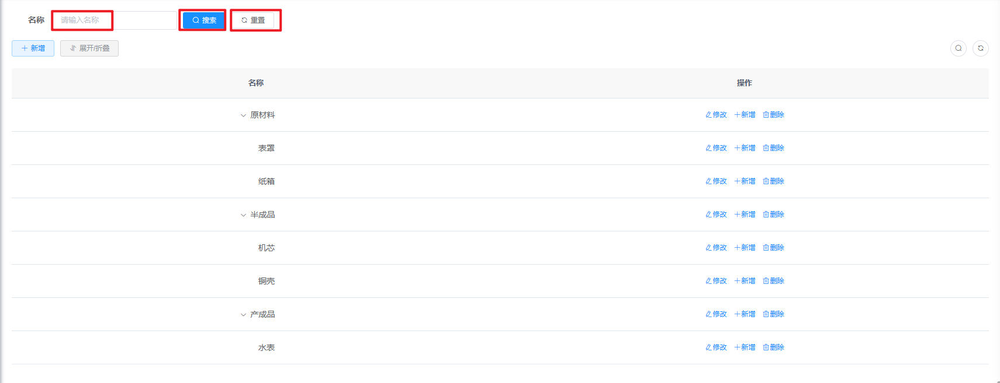 名称 请输入名称 搜索 重置
新增 展开/折叠
名称 操作
原材料 修改 新增 删除
表罩 修改 新增 删除
纸箱 修改 新增 删除
半成品 修改 新增 删除
机芯 修改 新增 删除
铜壳 修改 新增 删除
产成品 修改 新增 删除
水表 修改 新增 删除